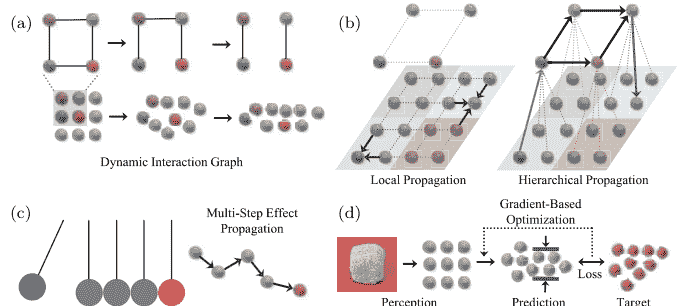 (a)
Dynamic Interaction Graph
(b)
Local Propagation
Hierarchical Propagation
(c)
Multi-Step Effect
Propagation
(d)
Gradient-Based
Optimization
Loss
Perception
Prediction
Target